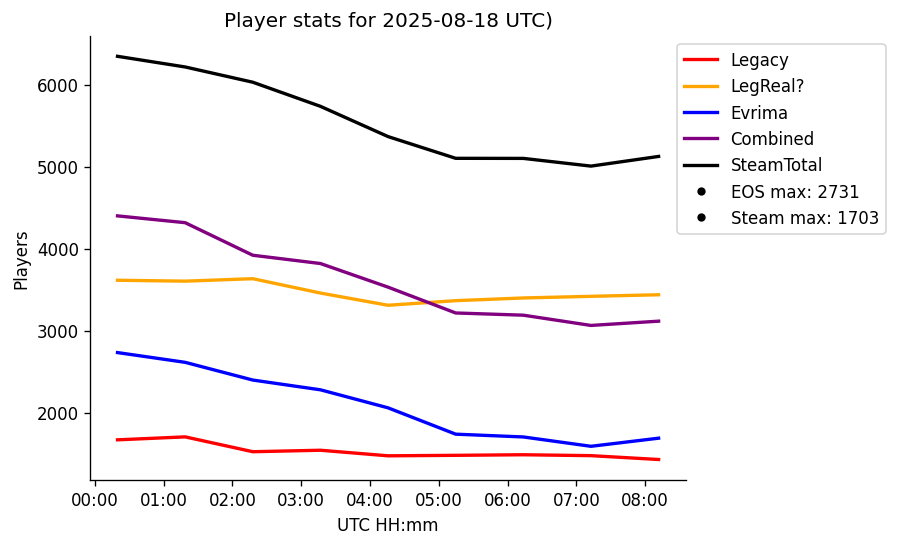 Player stats for 2025-08-18 UTC)
Legacy
LegReal?
Evrima
Combined
SteamTotal
EOS max: 2731
Steam max: 1703
Players
6000
5000
4000
3000
2000
00:00 01:00 02:00 03:00 04:00 05:00 06:00 07:00 08:00
UTC HH:mm